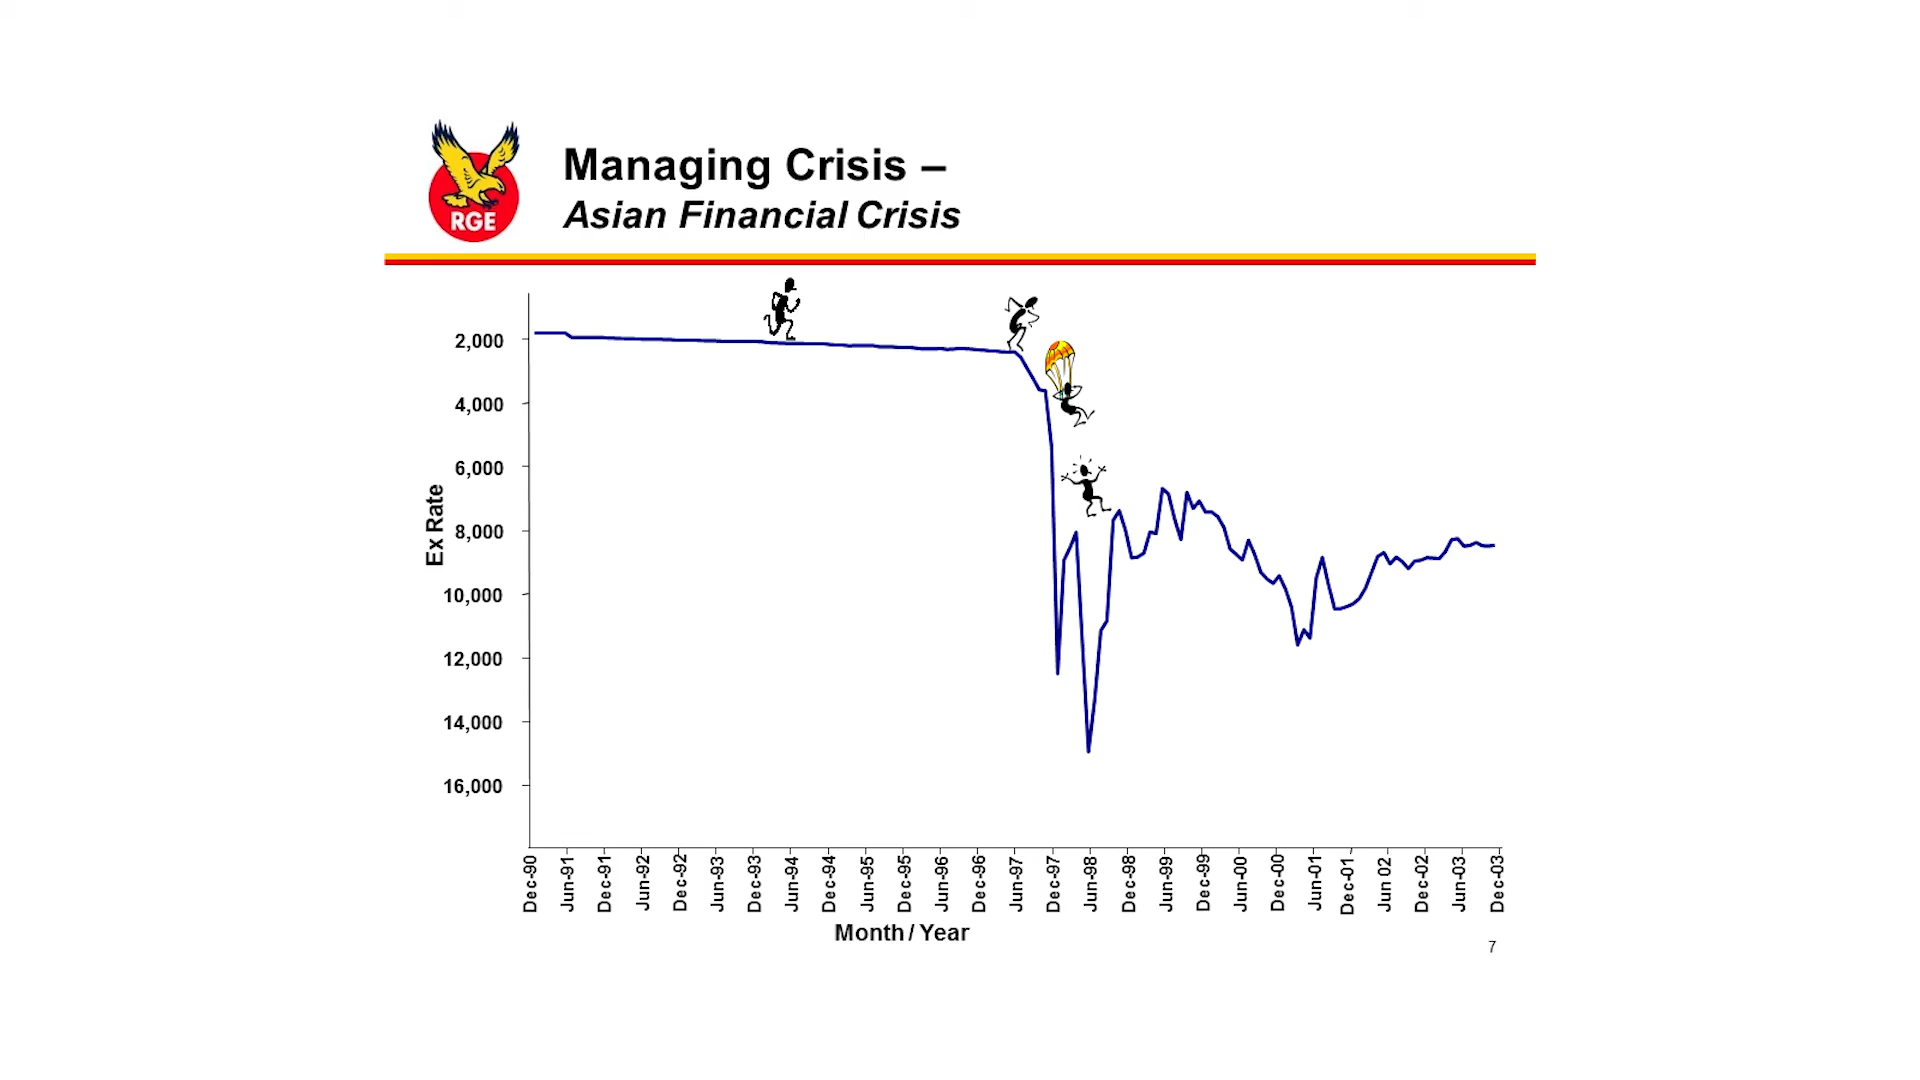 RGE
Managing Crisis –
Asian Financial Crisis
Ex Rate
2,000
4,000
6,000
8,000
10,000
12,000
14,000
16,000
Dec-90
Jun-91
Dec-91
Jun-92
Dec-92
Jun-93
Dec-93
Jun-94
Dec-94
Jun-95
Dec-95
Jun-96
Dec-96
Jun-97
Dec-97
Jun-98
Dec-98
Jun-99
Dec-99
Jun-00
Dec-00
Jun-01
Dec-01
Jun 02
Dec-02
Jun-03
Dec-03
Month / Year
7